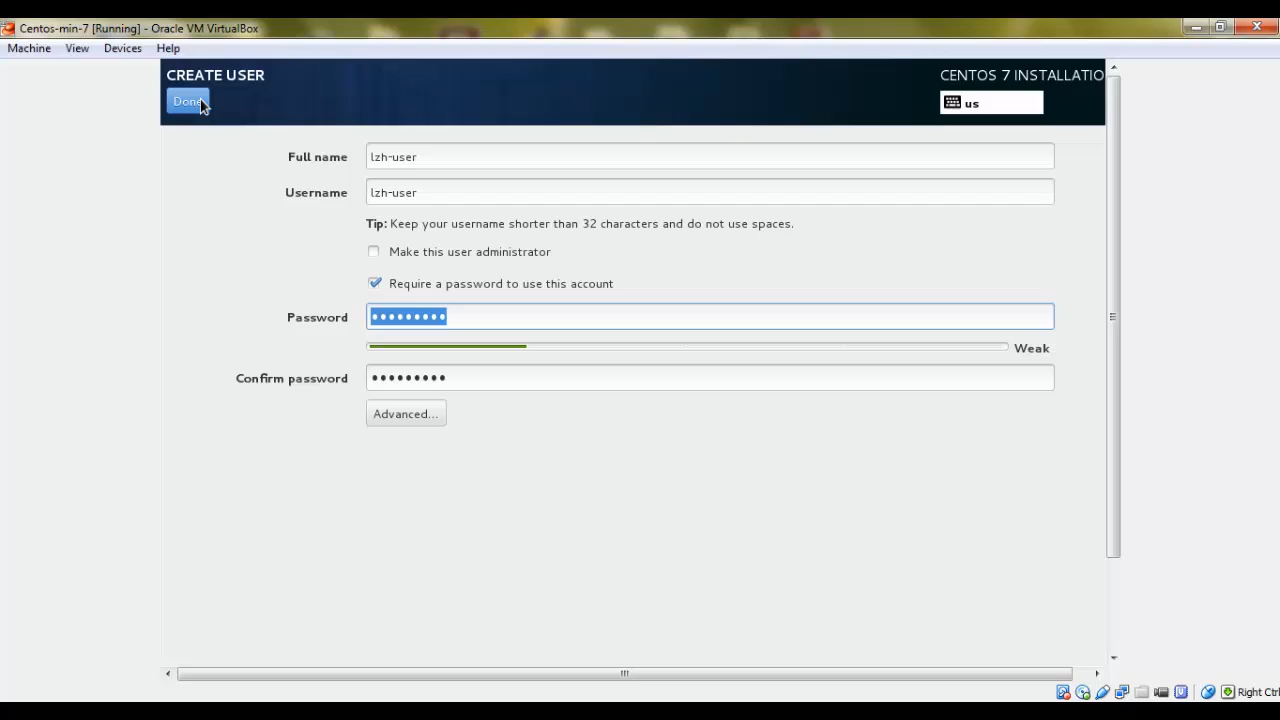 Centos-min-7 [Running] - Oracle VM VirtualBox
Machine View Devices Help
CREATE USER
CENTOS 7 INSTALLATIO
Done
us
Full name lzh-user
Username lzh-user
Tip: Keep your username shorter than 32 characters and do not use spaces.
Make this user administrator
Require a password to use this account
Password •••••••••
Weak
Confirm password •••••••••
Advanced...
Right Ctrl